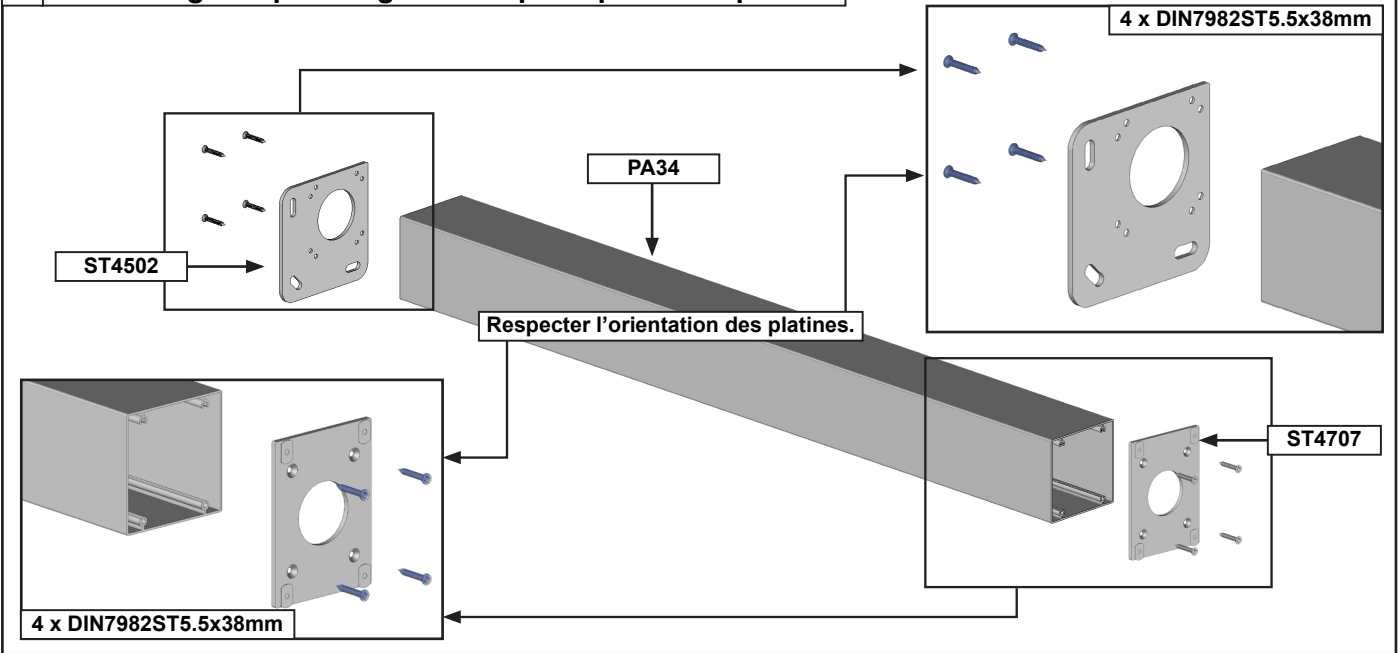 4 x DIN7982ST5.5x38mm
PA34
ST4502
Respecter l’orientation des platines.
ST4707
4 x DIN7982ST5.5x38mm